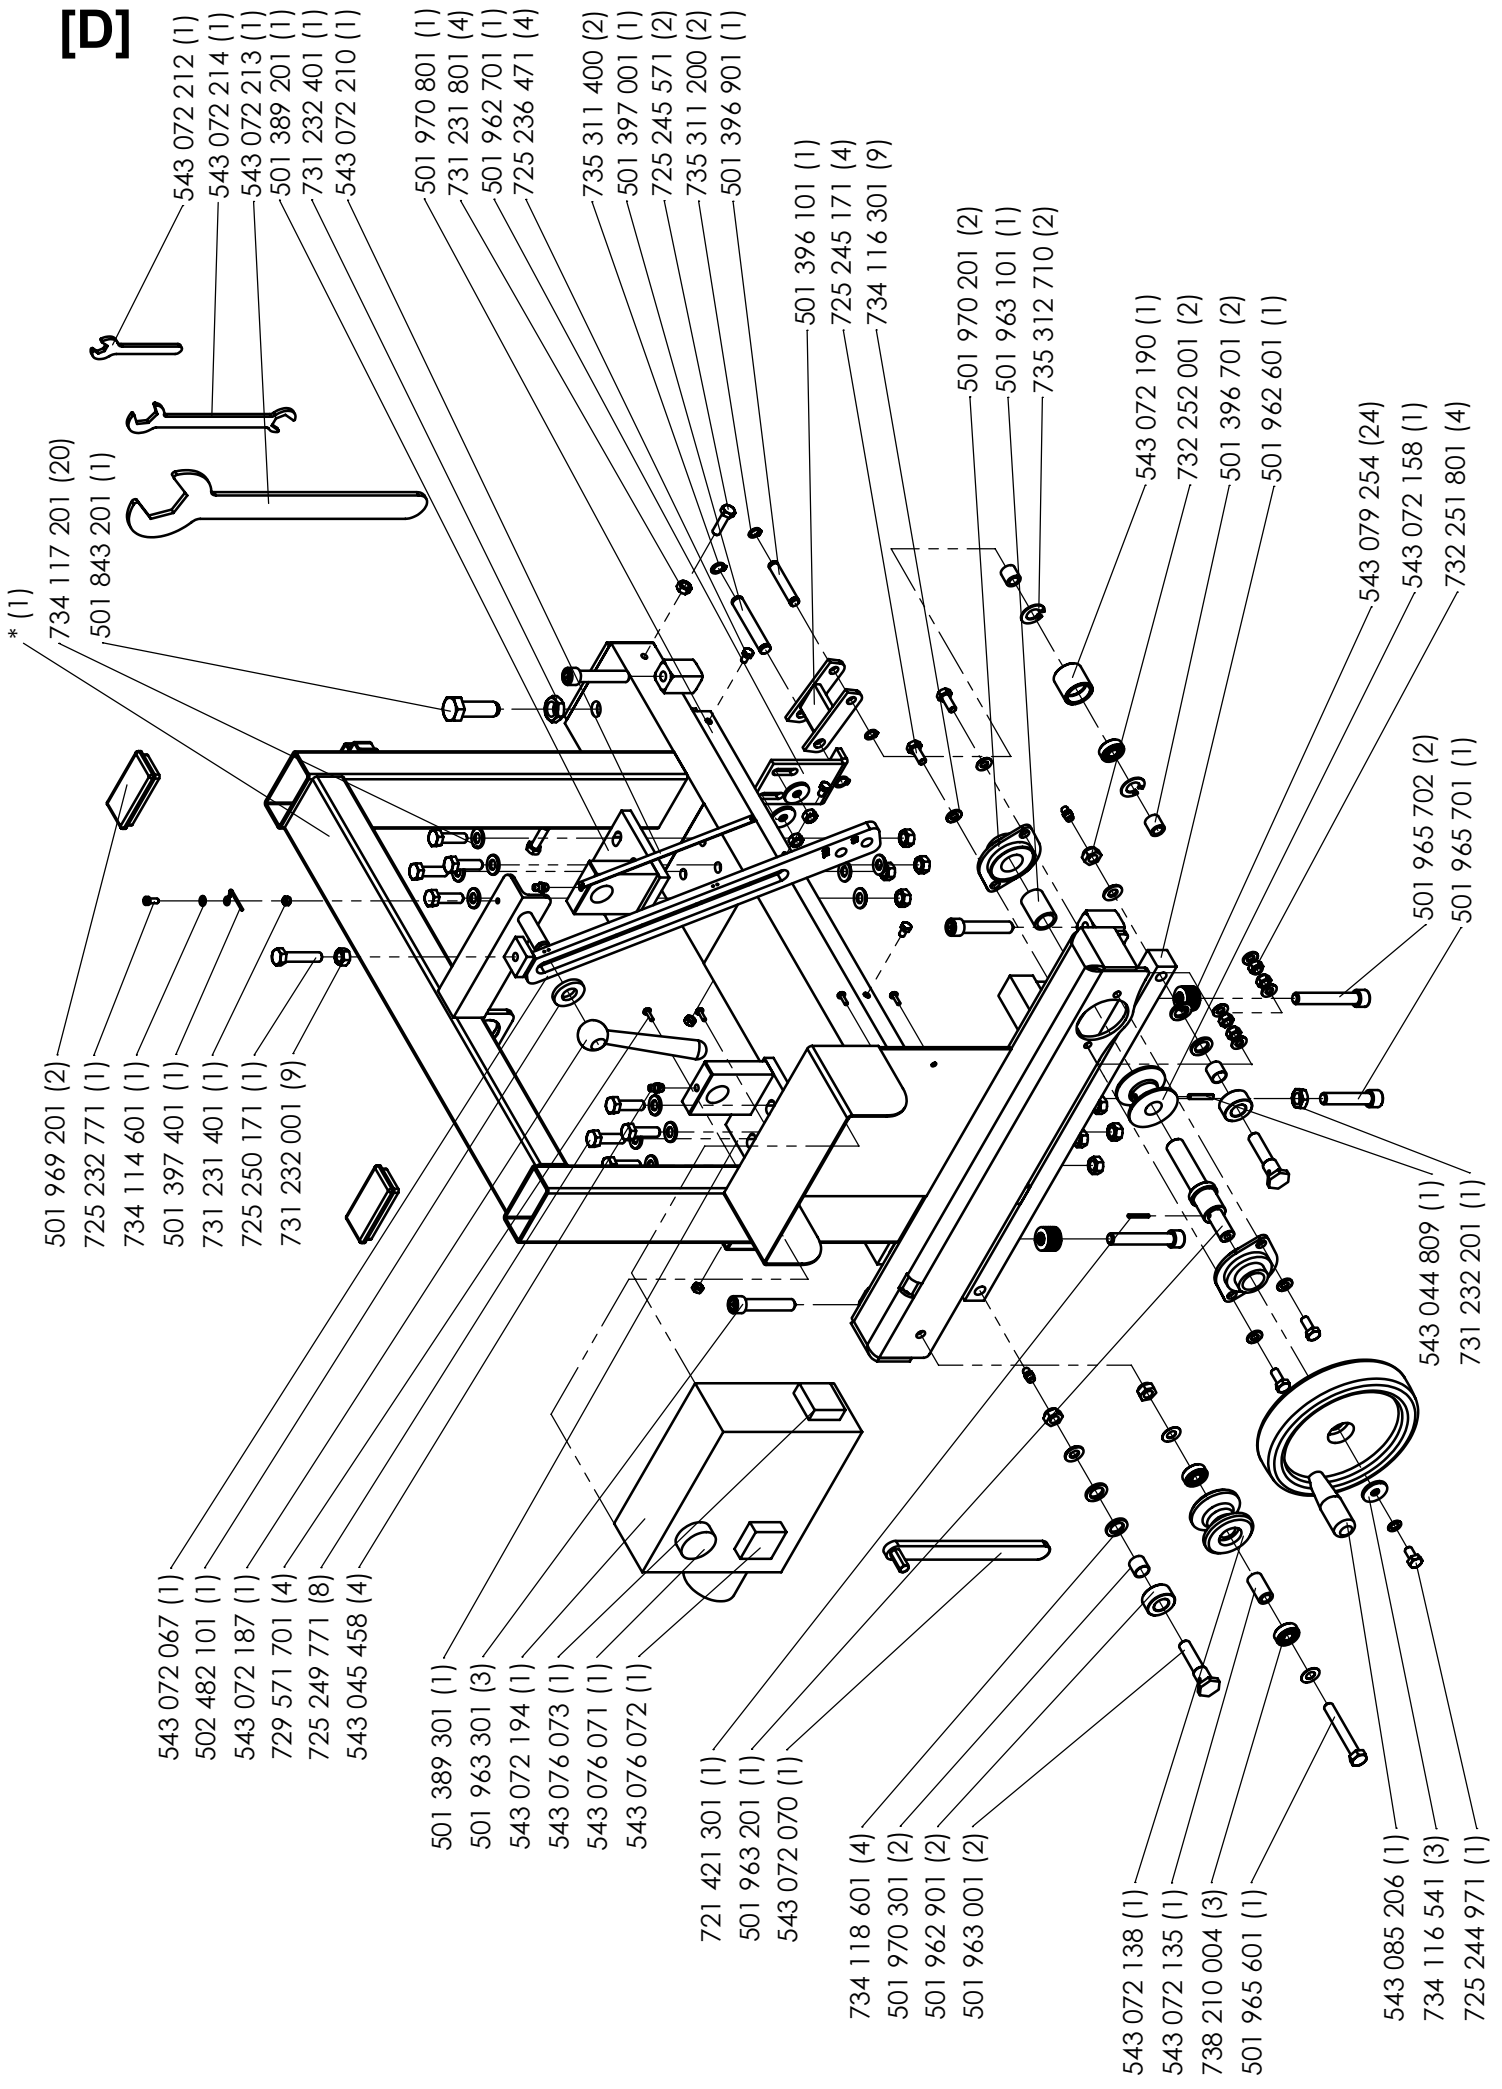 [D]
543 072 212 (1)
543 072 214 (1)
543 072 213 (1)
501 389 201 (1)
731 232 401 (1)
543 072 210 (1)
501 970 801 (1)
731 231 801 (4)
501 962 701 (1)
725 236 471 (4)
735 311 400 (2)
501 397 001 (1)
725 245 571 (2)
735 311 200 (2)
501 396 901 (1)
501 396 101 (1)
725 245 171 (4)
734 116 301 (9)
501 970 201 (2)
501 963 101 (1)
735 312 710 (2)
543 072 190 (1)
732 252 001 (2)
501 396 701 (2)
501 962 601 (1)
543 079 254 (24)
543 072 158 (1)
732 251 801 (4)
* (1)
734 117 201 (20)
501 843 201 (1)
501 965 702 (2)
501 965 701 (1)
501 969 201 (2)
725 232 771 (1)
734 114 601 (1)
501 397 401 (1)
731 231 401 (1)
725 250 171 (1)
731 232 001 (9)
543 044 809 (1)
731 232 201 (1)
543 072 067 (1)
502 482 101 (1)
543 072 187 (1)
729 571 701 (4)
725 249 771 (8)
543 045 458 (4)
501 389 301 (1)
501 963 301 (3)
543 072 194 (1)
543 076 073 (1)
543 076 071 (1)
543 076 072 (1)
721 421 301 (1)
501 963 201 (1)
543 072 070 (1)
734 118 601 (4)
501 970 301 (2)
501 962 901 (2)
501 963 001 (2)
543 072 138 (1)
543 072 135 (1)
738 210 004 (3)
501 965 601 (1)
543 085 206 (1)
734 116 541 (3)
725 244 971 (1)